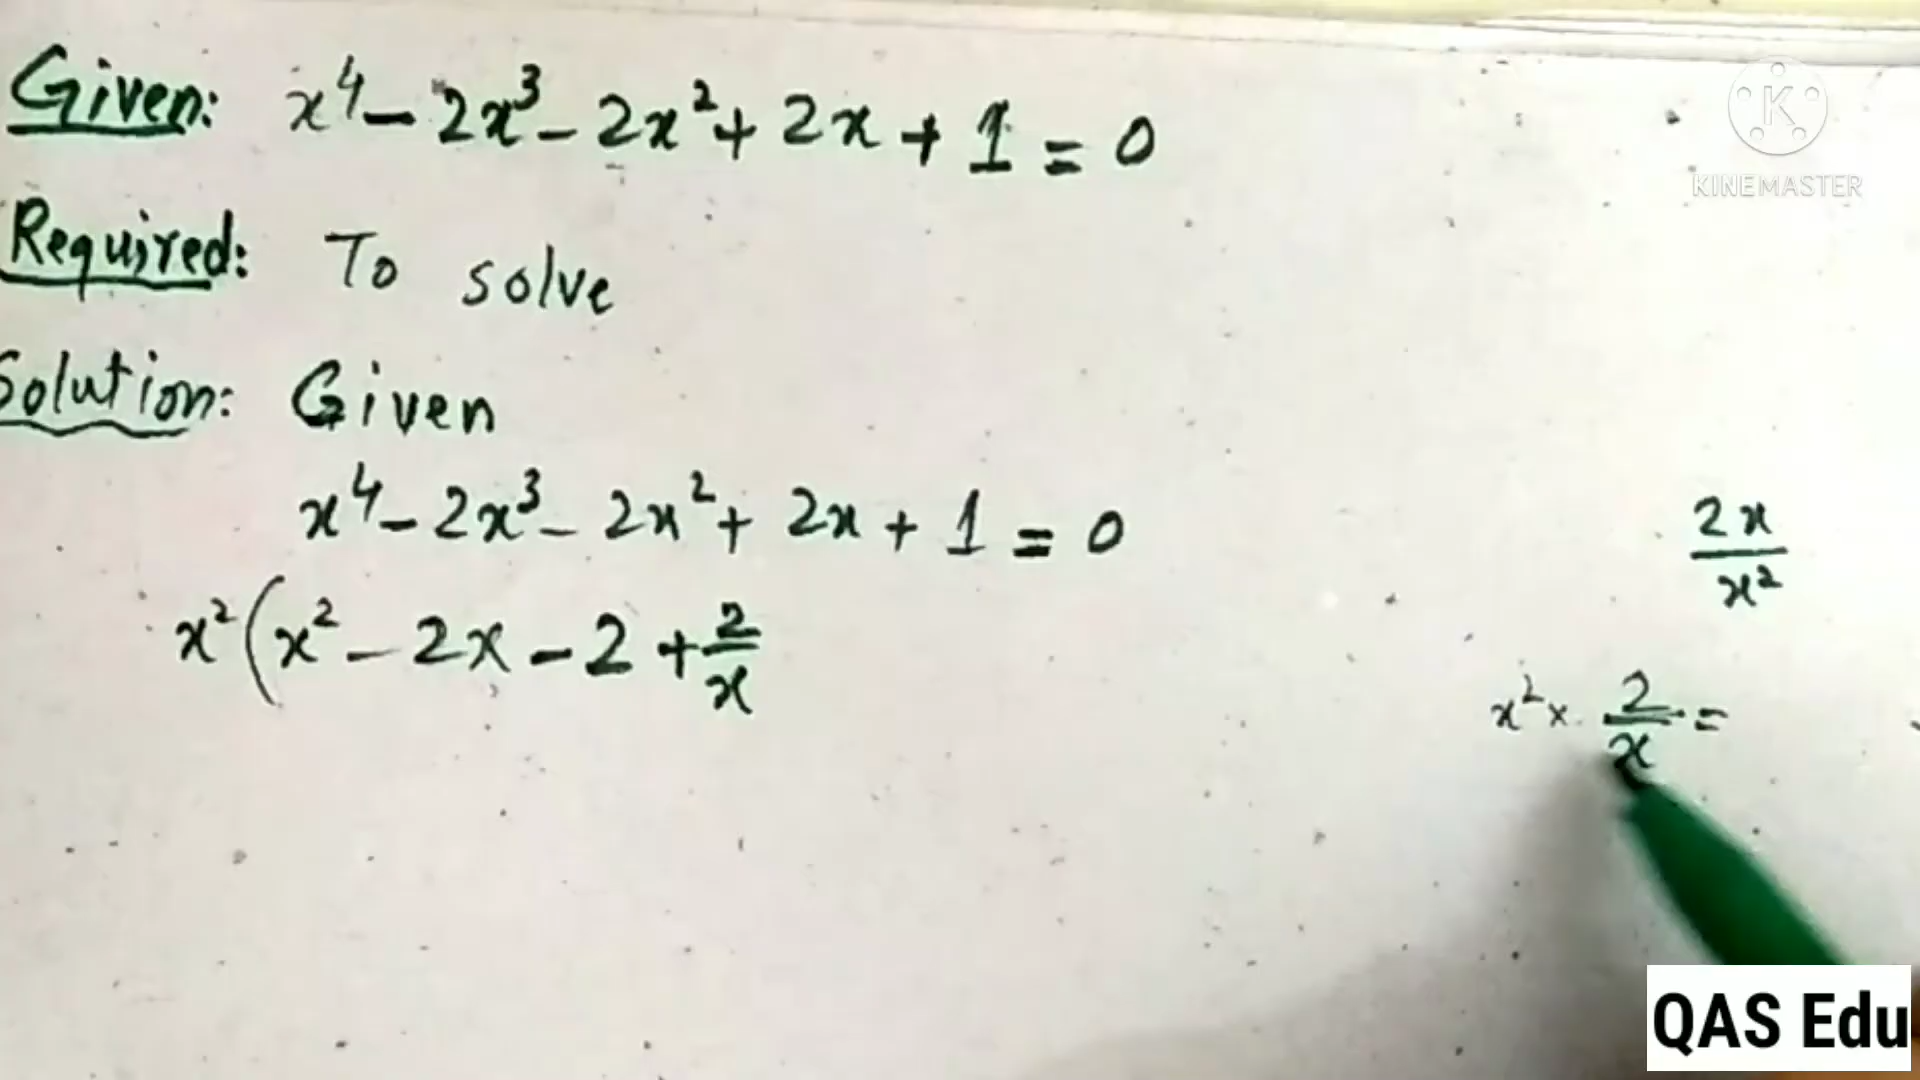 Given: x⁴ - 2x³ - 2x² + 2x + 1 = 0
KINEMASTER
Required: To solve
Solution: Given
x⁴ - 2x³ - 2x² + 2x + 1 = 0
2x/x²
x² (x² - 2x - 2 + 2/x
x² × 2/x =
QAS Edu